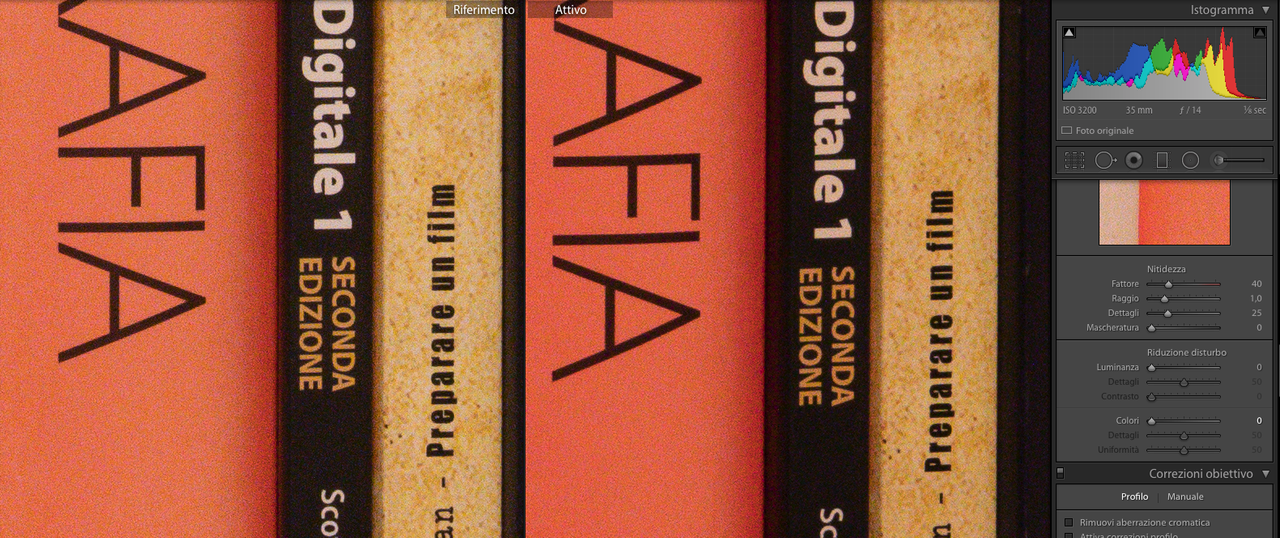 Riferimento
Attivo
AFIA
Digitale 1
SECONDA
EDIZIONE
Preparare un film
AFIA
Digitale 1
SECONDA
EDIZIONE
Preparare un film
Istogramma
ISO 3200 35 mm ƒ / 14 ⅛ sec
Foto originale
Nitidezza
Fattore 40
Raggio 1,0
Dettagli 25
Mascheratura 0
Riduzione disturbo
Luminanza 0
Dettagli 50
Contrasto 0
Colori 0
Dettagli 50
Uniformità 50
Correzioni obiettivo
Profilo | Manuale
Rimuovi aberrazione cromatica
Attiva correzioni profilo